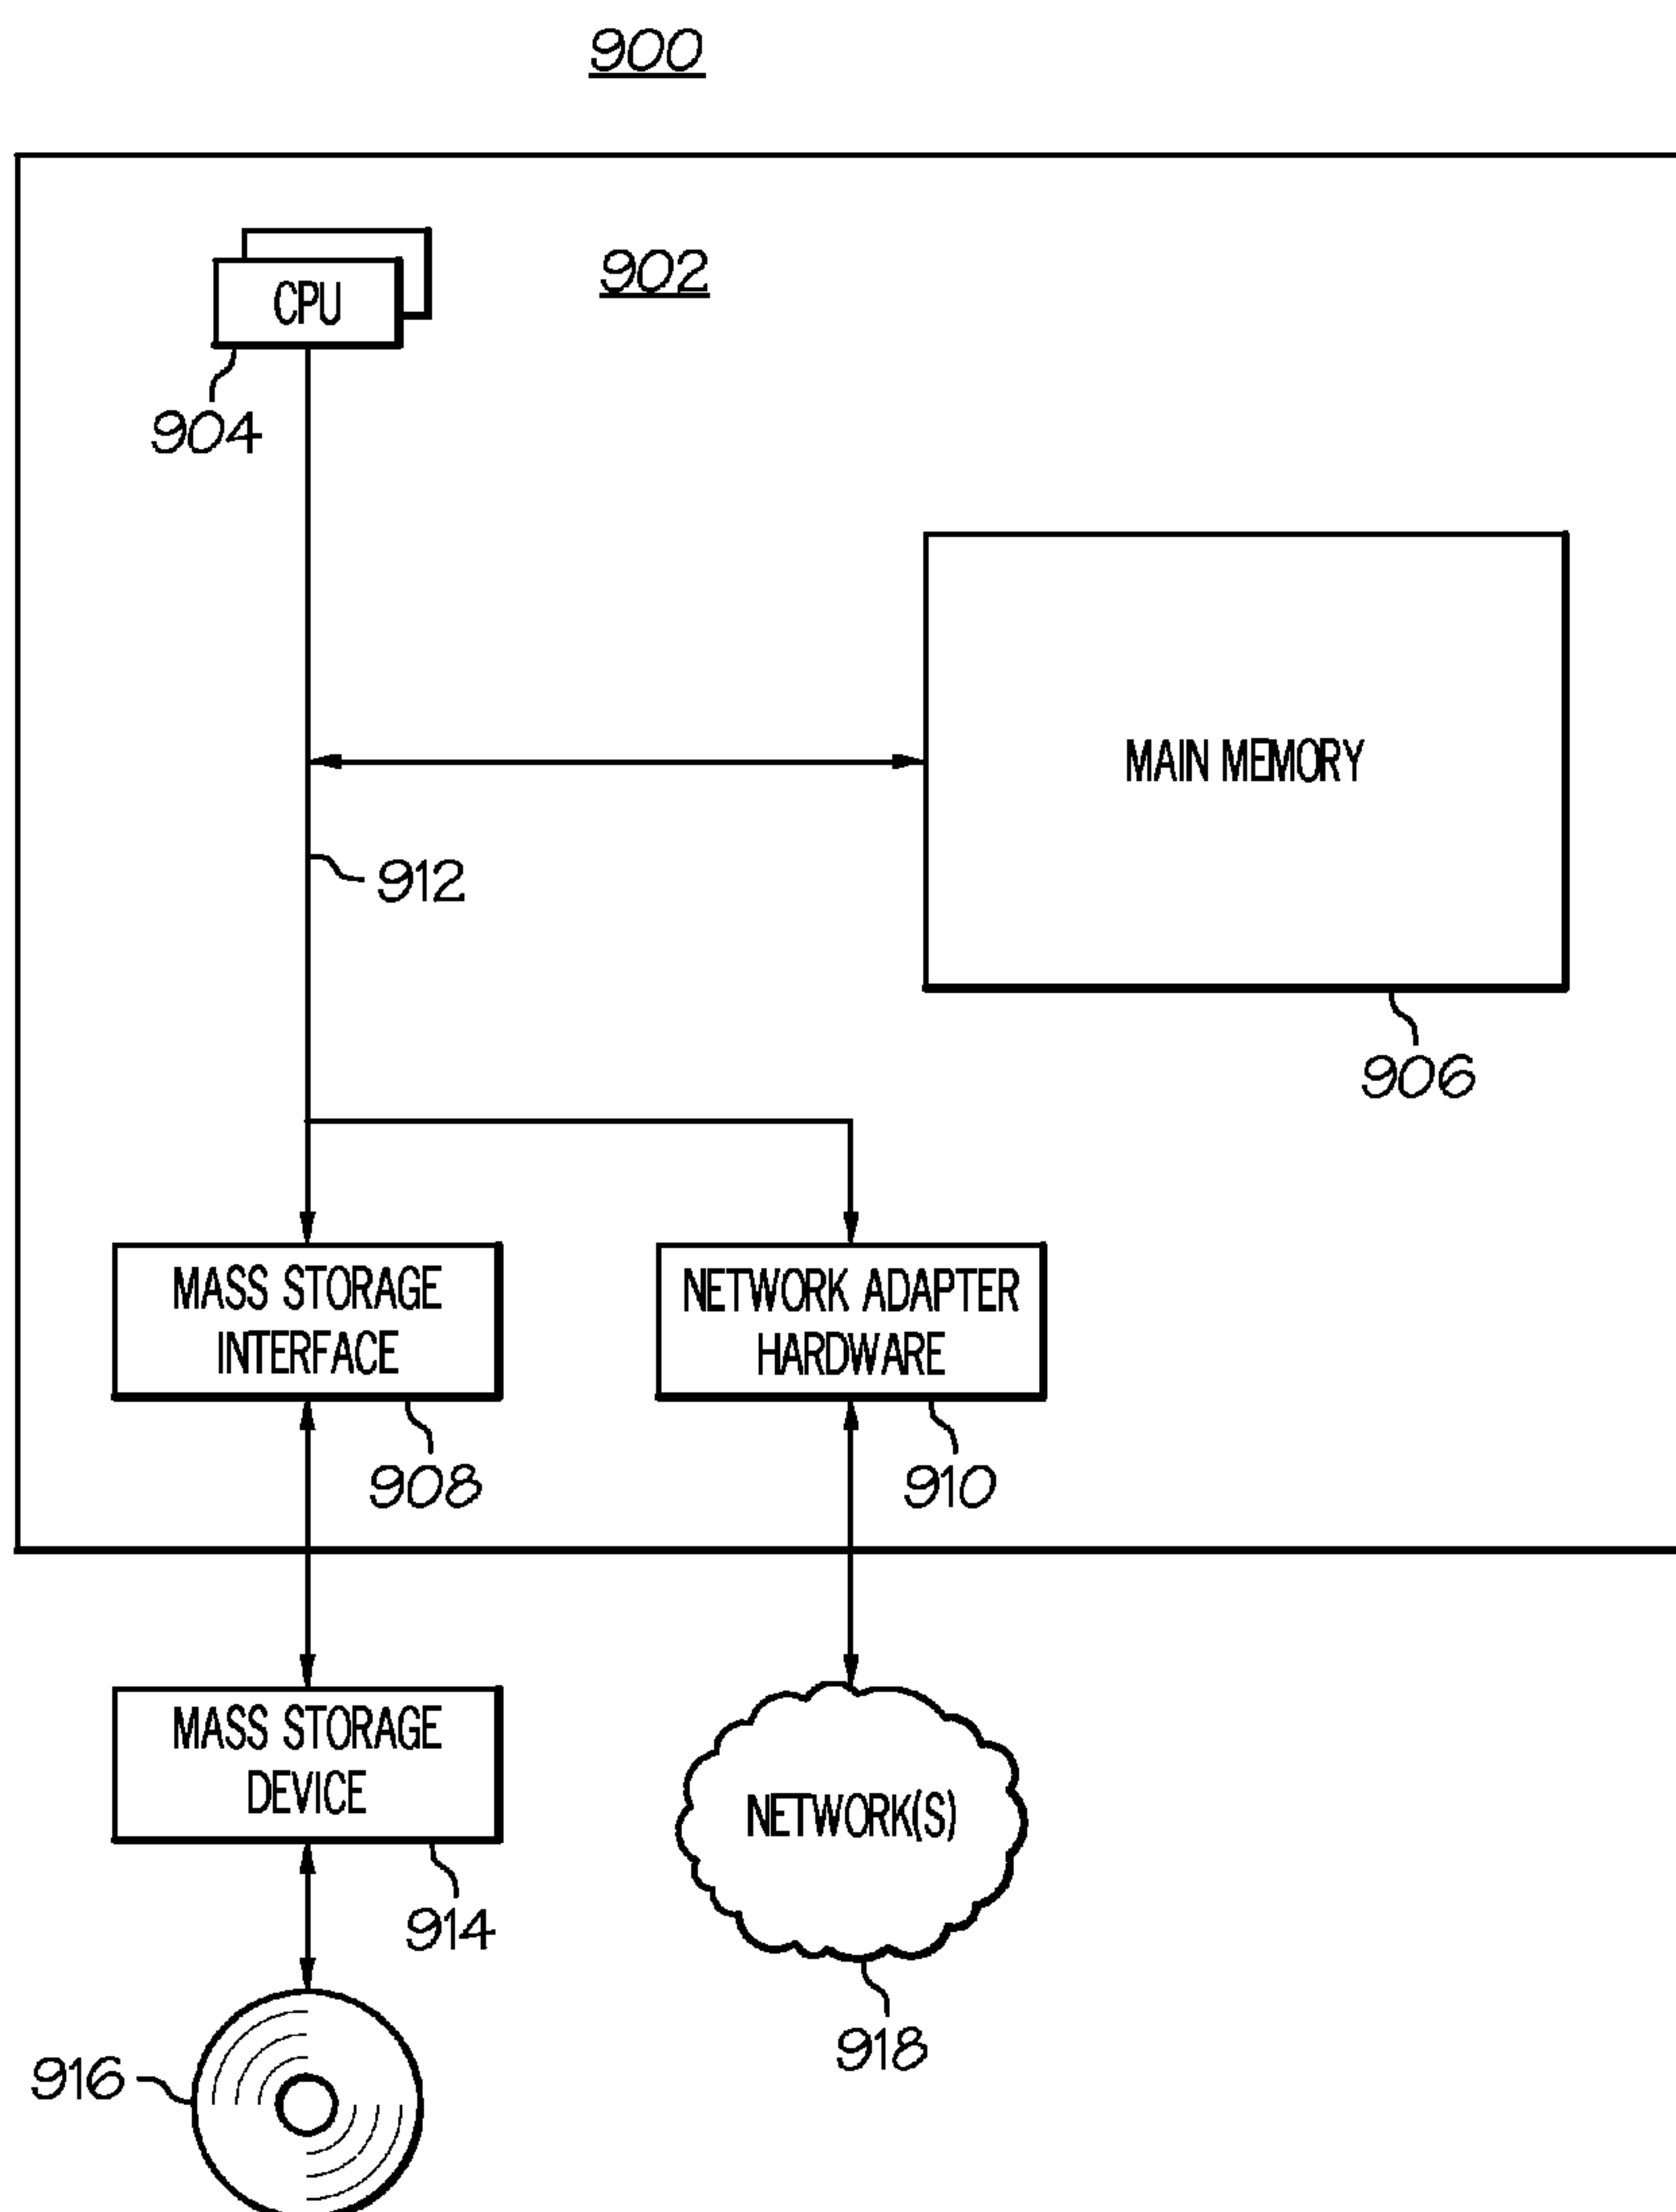 900
902
CPU
904
MAIN MEMORY
912
906
MASS STORAGE
INTERFACE
NETWORK ADAPTER
HARDWARE
908
910
MASS STORAGE
DEVICE
NETWORK(S)
914
918
916